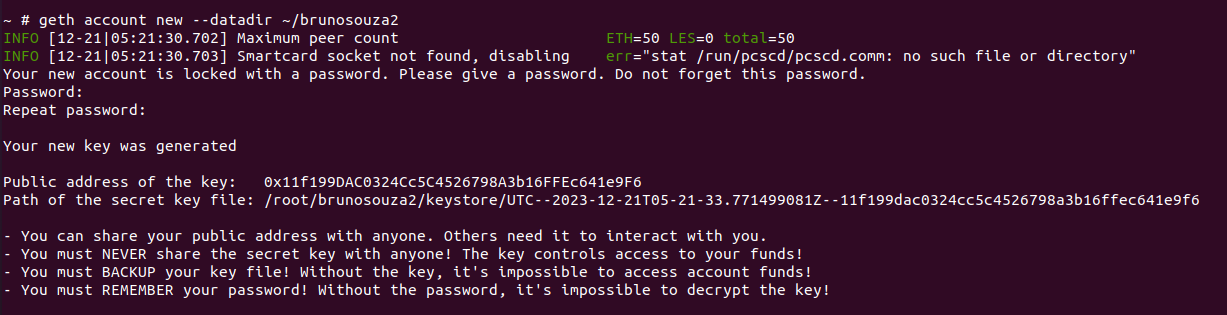 ~ # geth account new --datadir ~/brunosouza2
INFO [12-21|05:21:30.702] Maximum peer count                       ETH=50 LES=0 total=50
INFO [12-21|05:21:30.703] Smartcard socket not found, disabling    err="stat /run/pcscd/pcscd.comm: no such file or directory"
Your new account is locked with a password. Please give a password. Do not forget this password.
Password:
Repeat password:
Your new key was generated
Public address of the key:   0x11f199DAC0324Cc5C4526798A3b16FFEc641e9F6
Path of the secret key file: /root/brunosouza2/keystore/UTC--2023-12-21T05-21-33.771499081Z--11f199dac0324cc5c4526798a3b16ffec641e9f6
- You can share your public address with anyone. Others need it to interact with you.
- You must NEVER share the secret key with anyone! The key controls access to your funds!
- You must BACKUP your key file! Without the key, it's impossible to access account funds!
- You must REMEMBER your password! Without the password, it's impossible to decrypt the key!